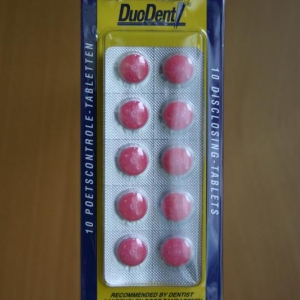 DuoDent
10 POETSCONTROLE-TABLETTEN
10 DISCLOSING-TABLETS
RECOMMENDED BY DENTIST